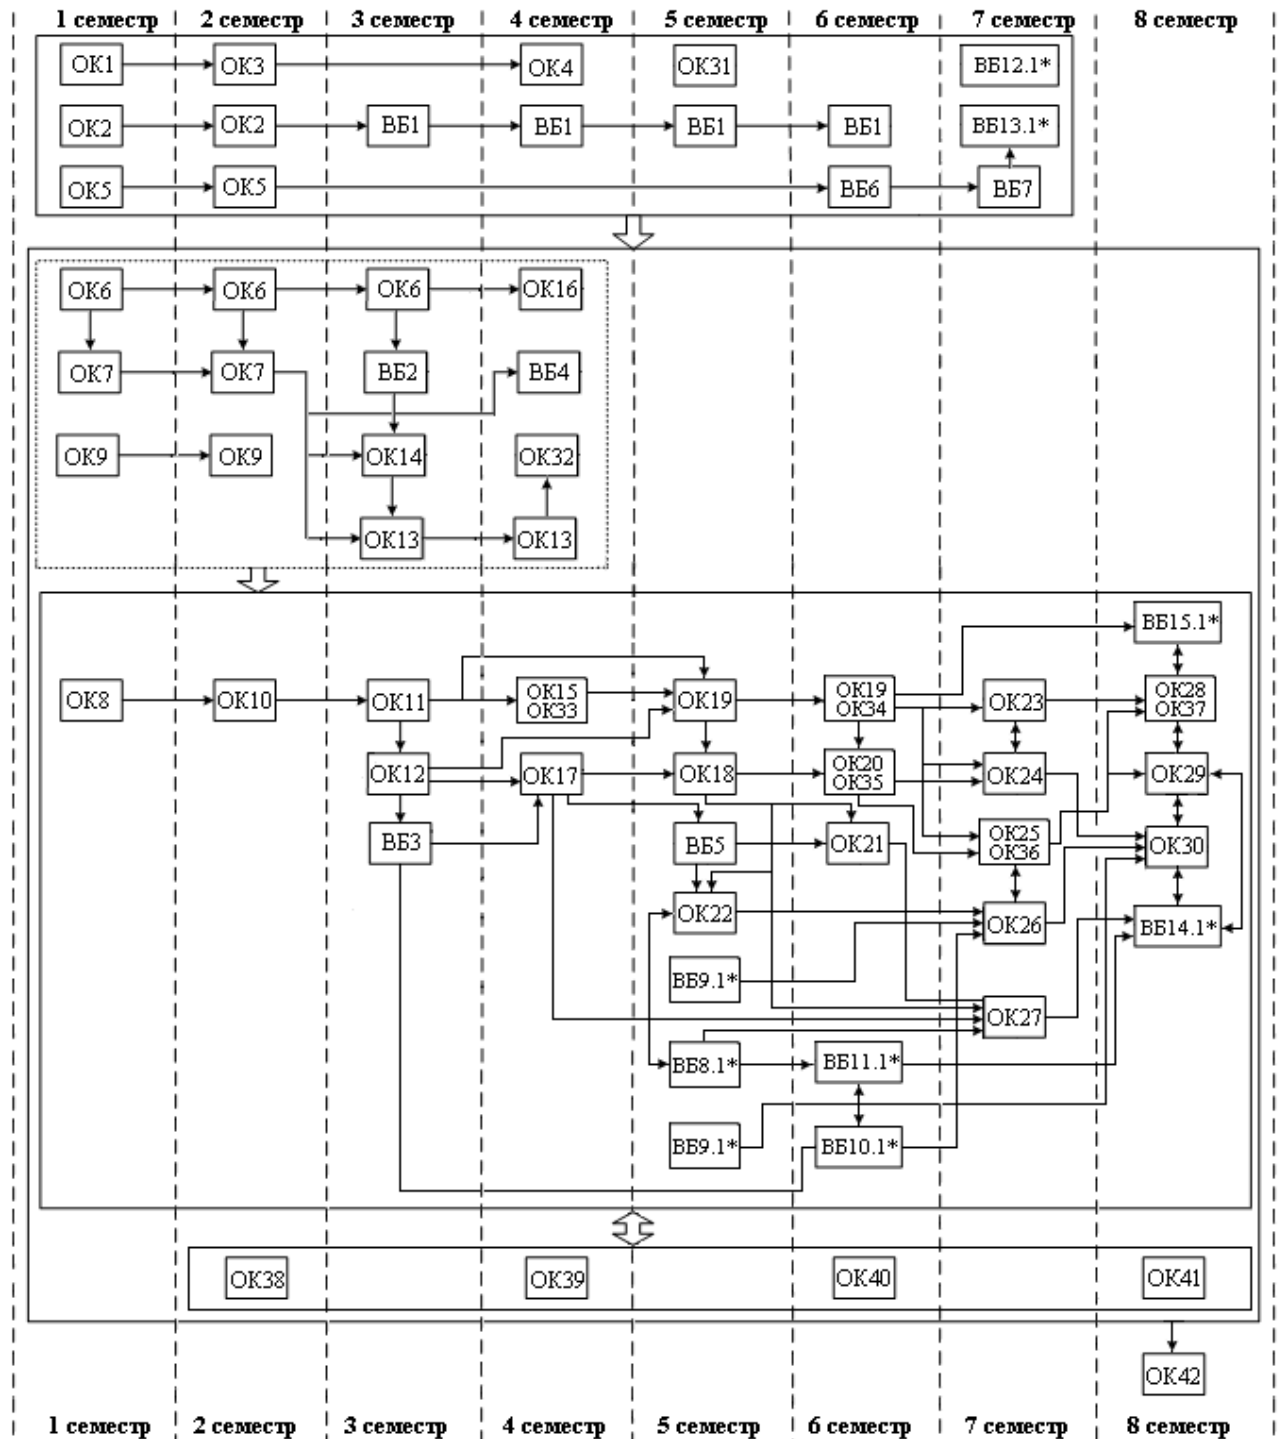 1 семестр 2 семестр 3 семестр 4 семестр 5 семестр 6 семестр 7 семестр 8 семестр
ОК1 ОК3 ОК4 ОК31 ВБ12.1*
ОК2 ОК2 ВБ1 ВБ1 ВБ1 ВБ1 ВБ13.1*
ОК5 ОК5 ВБ6 ВБ7
ОК6 ОК6 ОК6 ОК16
ОК7 ОК7 ВБ2 ВБ4
ОК9 ОК9 ОК14 ОК32
ОК13 ОК13
ВБ15.1*
ОК8 ОК10 ОК11 ОК15 ОК19 ОК19 ОК23 ОК28
ОК33 ОК34 ОК37
ОК12 ОК17 ОК18 ОК20 ОК24 ОК29
ОК35
ВБ3 ВБ5 ОК21 ОК25 ОК30
ОК36
ОК22 ОК26 ВБ14.1*
ВБ9.1*
ОК27
ВБ8.1* ВБ11.1*
ВБ9.1* ВБ10.1*
ОК38 ОК39 ОК40 ОК41
ОК42
1 семестр 2 семестр 3 семестр 4 семестр 5 семестр 6 семестр 7 семестр 8 семестр